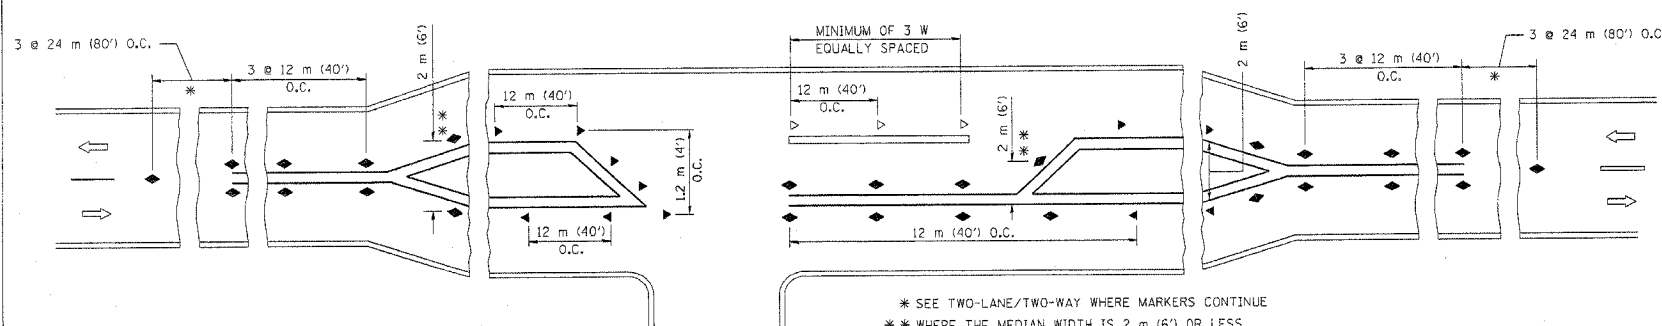 3 @ 24 m (80') O.C.
3 @ 12 m (40')
O.C.
*
2 m (6')
**
12 m (40')
O.C.
1.2 m (4')
O.C.
12 m (40')
O.C.
MINIMUM OF 3 W
EQUALLY SPACED
12 m (40')
O.C.
2 m (6')
**
12 m (40') O.C.
2 m (6')
3 @ 12 m (40')
O.C.
*
3 @ 24 m (80') O.C
* SEE TWO-LANE/TWO-WAY WHERE MARKERS CONTINUE
** WHERE THE MEDIAN WIDTH IS 2 m (6') OR LESS